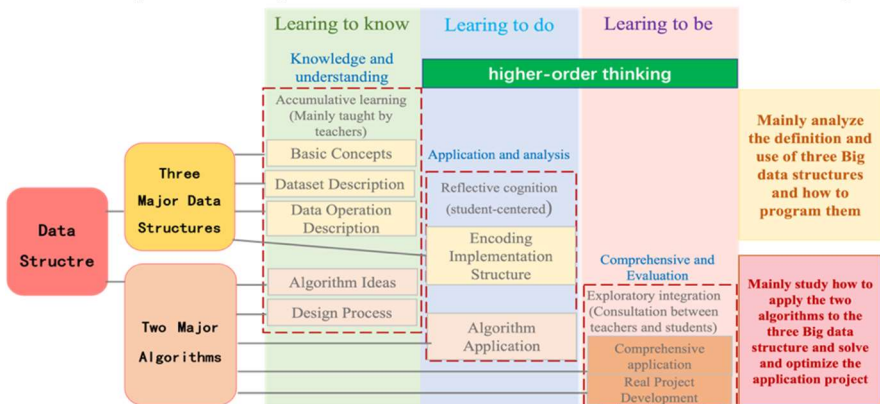 Learing to know
Learing to do
Learing to be
Knowledge and
understanding
higher-order thinking
Accumulative learning
(Mainly taught by
teachers)
Basic Concepts
Dataset Description
Data Operation
Description
Algorithm Ideas
Design Process
Application and analysis
Reflective cognition
(student-centered)
Encoding
Implementation
Structure
Algorithm
Application
Comprehensive and
Evaluation
Exploratory integration
(Consultation between
teachers and students)
Comprehensive
application
Real Project
Development
Data
Structre
Three
Major Data
Structures
Two Major
Algorithms
Mainly analyze
the definition and
use of three Big
data structures
and how to
program them
Mainly study how to
apply the two
algorithms to the
three Big data
structure and solve
and optimize the
application project